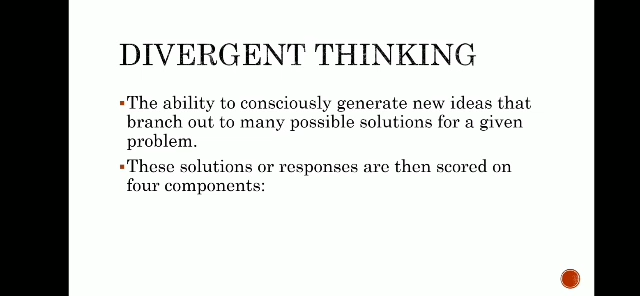 DIVERGENT THINKING
▪The ability to consciously generate new ideas that
branch out to many possible solutions for a given
problem.
▪These solutions or responses are then scored on
four components: